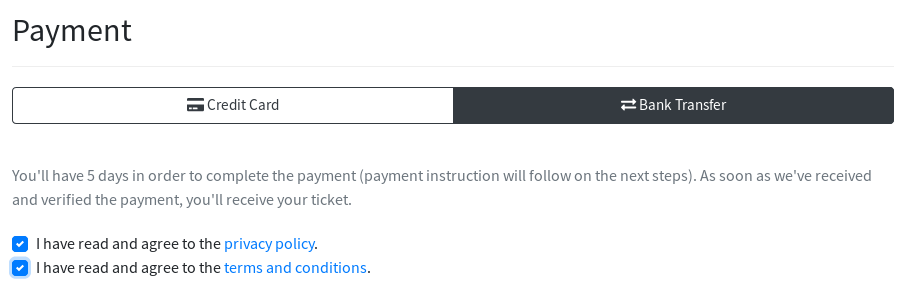 Payment
Credit Card
Bank Transfer
You'll have 5 days in order to complete the payment (payment instruction will follow on the next steps). As soon as we've received
and verified the payment, you'll receive your ticket.
I have read and agree to the privacy policy.
I have read and agree to the terms and conditions.